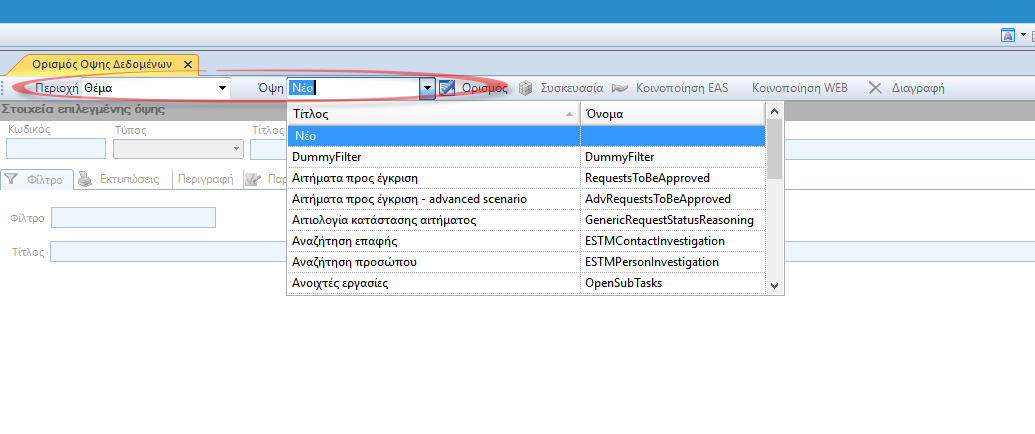 Ορισμός Οψης Δεδομένων
Περιοχή Θέμα Όψη Νέο Ορισμός Συσκευασία Κοινοποίηση EAS Κοινοποίηση WEB Διαγραφή
Στοιχεία επιλεγμένης όψης
Τίτλος Όνομα
Κωδικός Τύπος Τίτλος
Νέο
DummyFilter DummyFilter
Φίλτρο Εκτυπώσεις Περιγραφή Παρ
Αιτήματα προς έγκριση RequestsToBeApproved
Αιτήματα προς έγκριση - advanced scenario AdvRequestsToBeApproved
Φίλτρο
Αιτιολογία κατάστασης αιτήματος GenericRequestStatusReasoning
Αναζήτηση επαφής ESTMContactInvestigation
Τίτλος
Αναζήτηση προσώπου ESTMPersonInvestigation
Ανοιχτές εργασίες OpenSubTasks